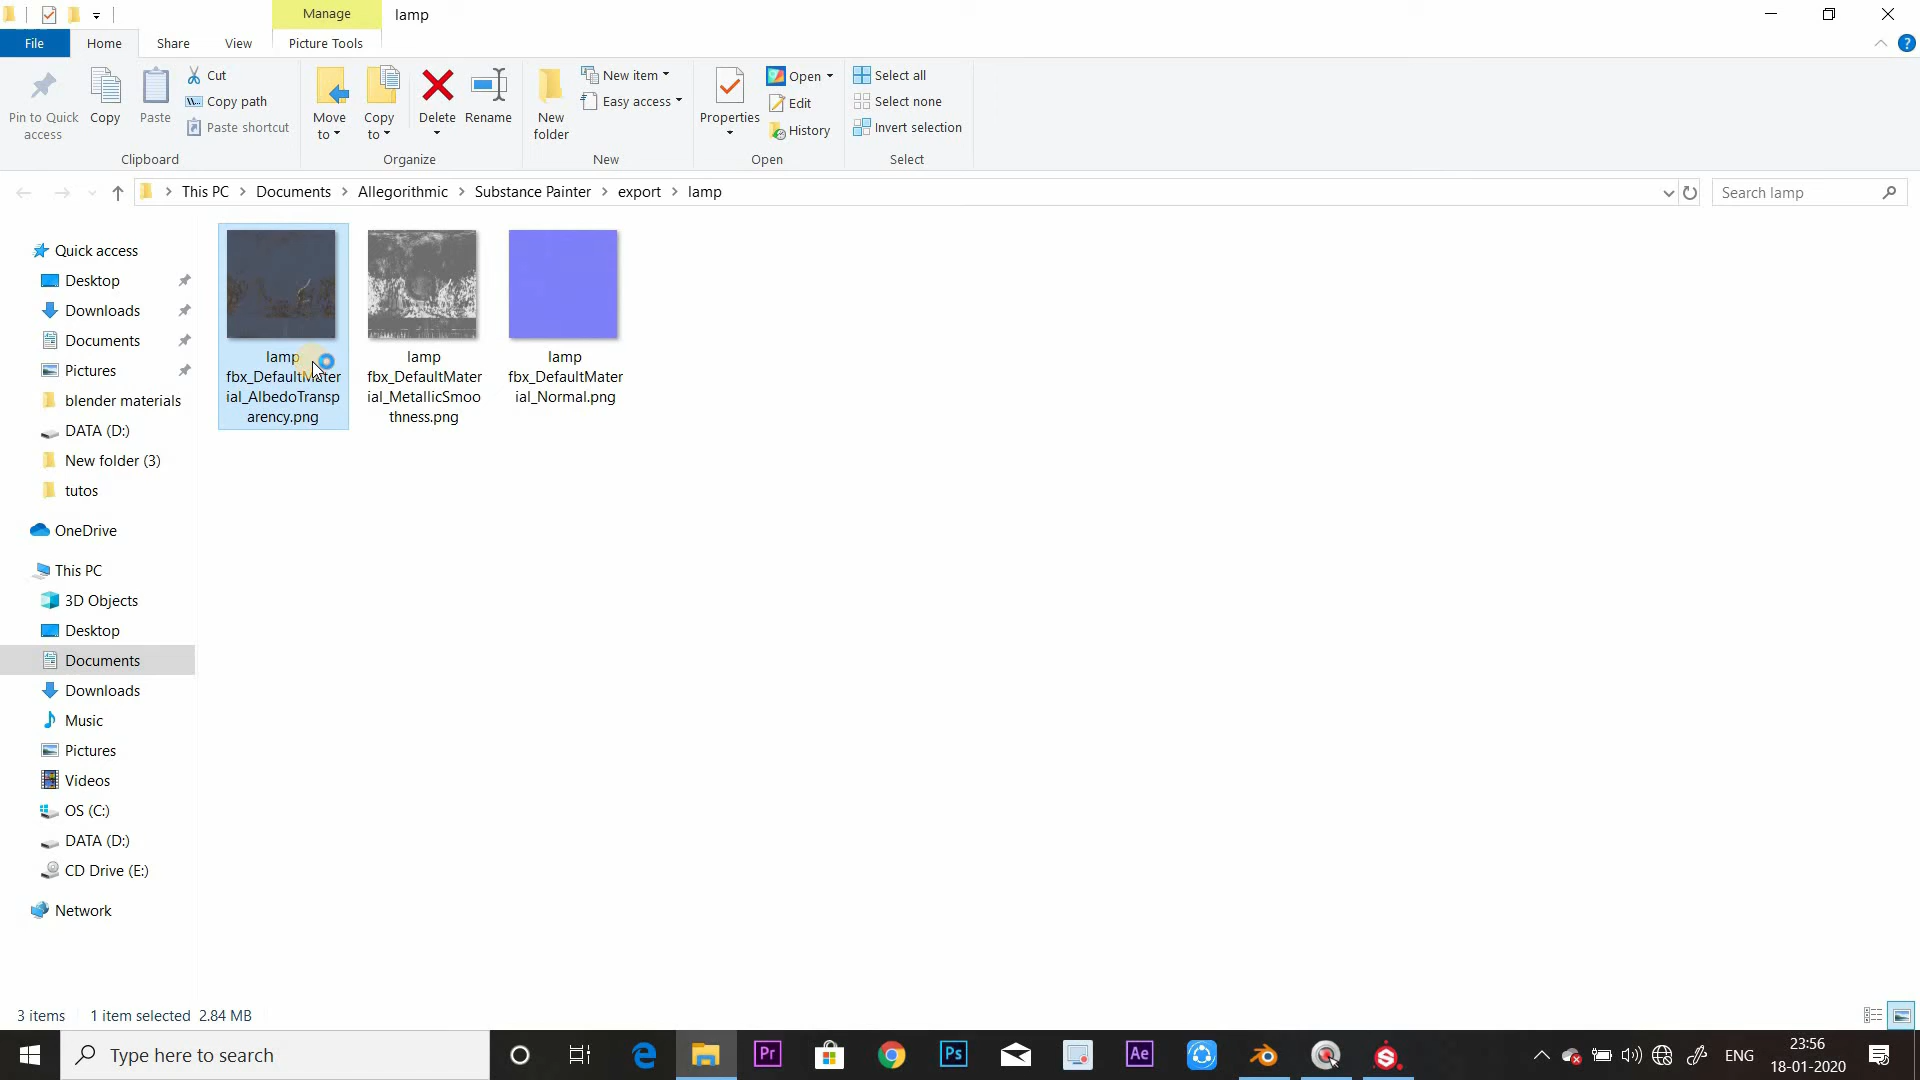 Manage
lamp
File
Home
Share
View
Picture Tools
Pin to Quick
access
Copy
Paste
Cut
Copy path
Paste shortcut
Clipboard
Move
to
Copy
to
Delete
Rename
Organize
New
folder
New item
Easy access
New
Properties
Open
Edit
History
Open
Select all
Select none
Invert selection
Select
This PC
Documents
Allegorithmic
Substance Painter
export
lamp
Search lamp
Quick access
Desktop
Downloads
Documents
Pictures
blender materials
DATA (D:)
New folder (3)
tutos
OneDrive
This PC
3D Objects
Desktop
Documents
Downloads
Music
Pictures
Videos
OS (C:)
DATA (D:)
CD Drive (E:)
Network
lamp
fbx_DefaultMater
ial_AlbedoTransp
arency.png
lamp
fbx_DefaultMater
ial_MetallicSmoo
thness.png
lamp
fbx_DefaultMater
ial_Normal.png
3 items
1 item selected 2.84 MB
Type here to search
Pr
Ps
Ae
ENG
23:56
18-01-2020